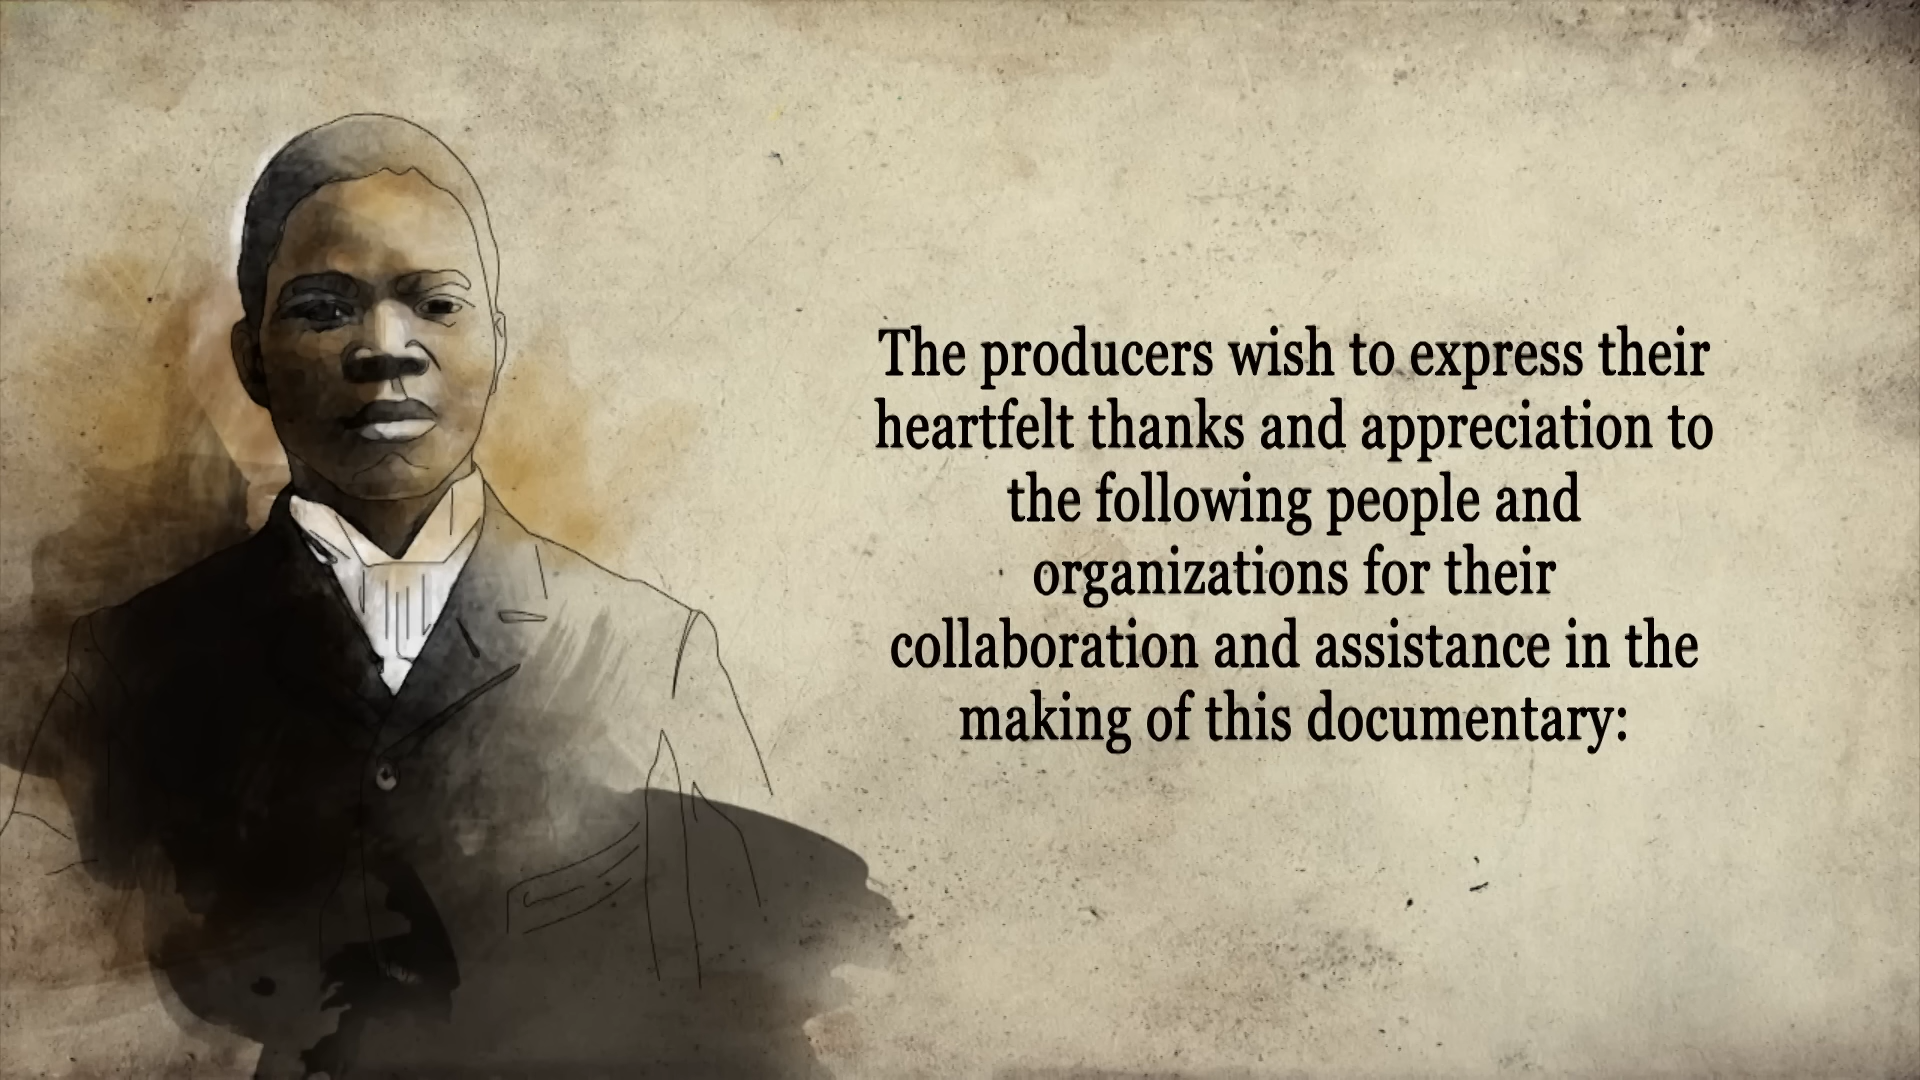 The producers wish to express their
heartfelt thanks and appreciation to
the following people and
organizations for their
collaboration and assistance in the
making of this documentary: